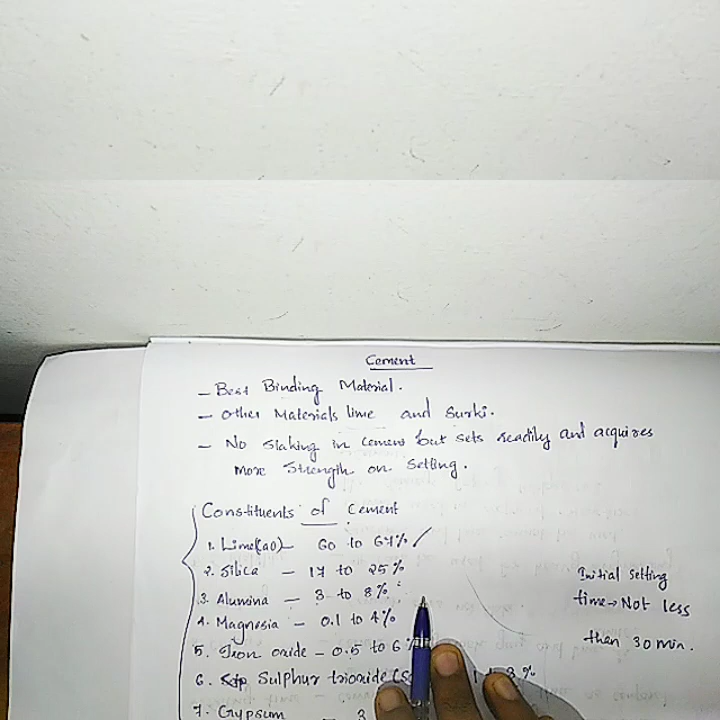 Cement
- Best Binding Material.
- Other Materials lime and Surki.
- No Slaking in cement but sets readily and acquires
more Strength on Setting.
Constituents of Cement
1. Lime(CaO) - 60 to 67%
2. Silica - 17 to 25%
3. Alumina - 3 to 8%
4. Magnesia - 0.1 to 4%
5. Iron oxide - 0.5 to 6%
6. Sulphur trioxide 3%
7. Gypsum - 3
Initial Setting
time → Not less
then 30 min.